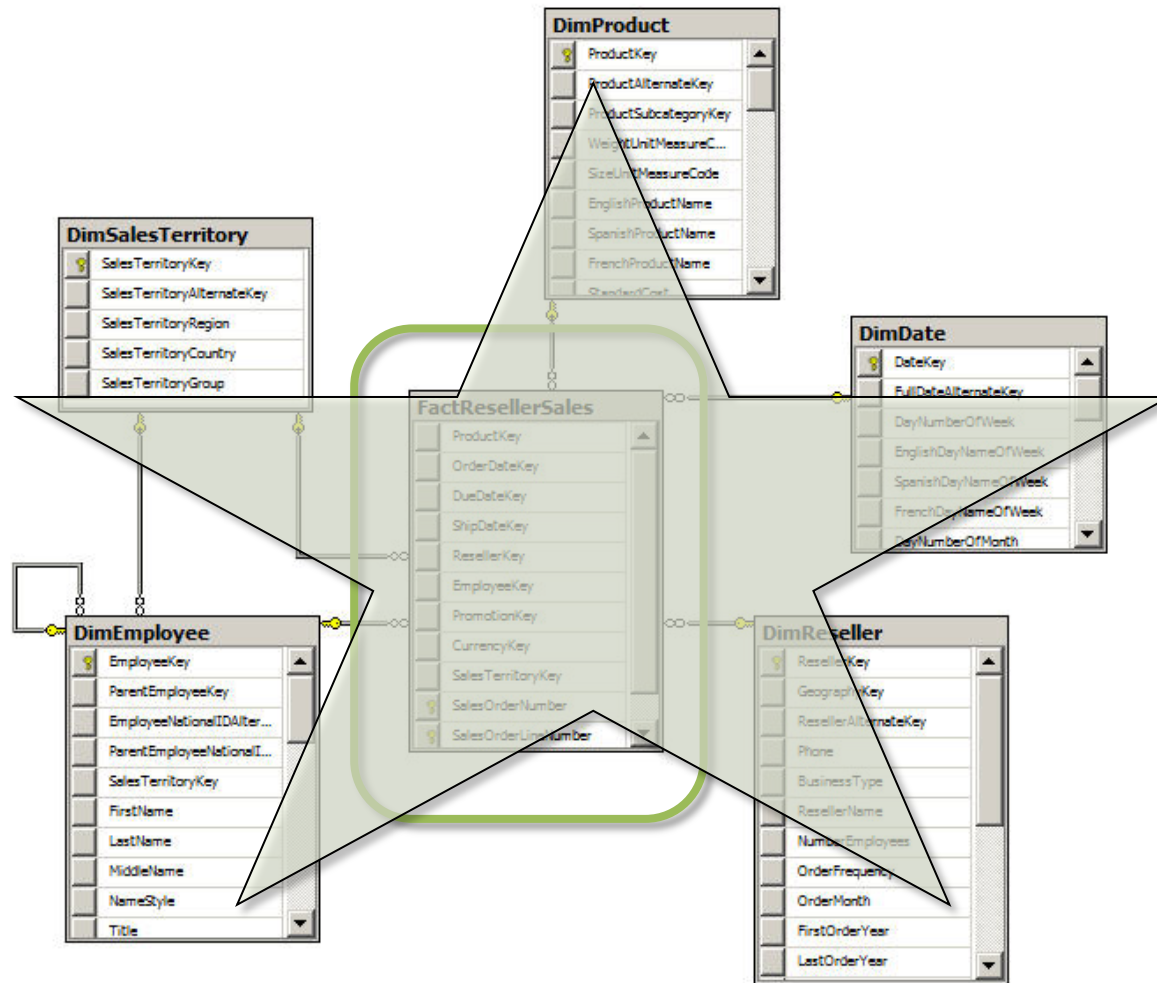 DimProduct
ProductKey
ProductAlternateKey
ProductSubcategoryKey
WeightUnitMeasureC...
SizeUnitMeasureCode
EnglishProductName
SpanishProductName
FrenchProductName
StandardCost
DimSalesTerritory
SalesTerritoryKey
SalesTerritoryAlternateKey
SalesTerritoryRegion
SalesTerritoryCountry
SalesTerritoryGroup
DimDate
DateKey
FullDateAlternateKey
DayNumberOfWeek
EnglishDayNameOfWeek
SpanishDayNameOfWeek
FrenchDayNameOfWeek
DayNumberOfMonth
FactResellerSales
ProductKey
OrderDateKey
DueDateKey
ShipDateKey
ResellerKey
EmployeeKey
PromotionKey
CurrencyKey
SalesTerritoryKey
SalesOrderNumber
SalesOrderLineNumber
DimEmployee
EmployeeKey
ParentEmployeeKey
EmployeeNationalIDAlter...
ParentEmployeeNationalI...
SalesTerritoryKey
FirstName
LastName
MiddleName
NameStyle
Title
DimReseller
ResellerKey
GeographyKey
ResellerAlternateKey
Phone
BusinessType
ResellerName
NumberEmployees
OrderFrequency
OrderMonth
FirstOrderYear
LastOrderYear